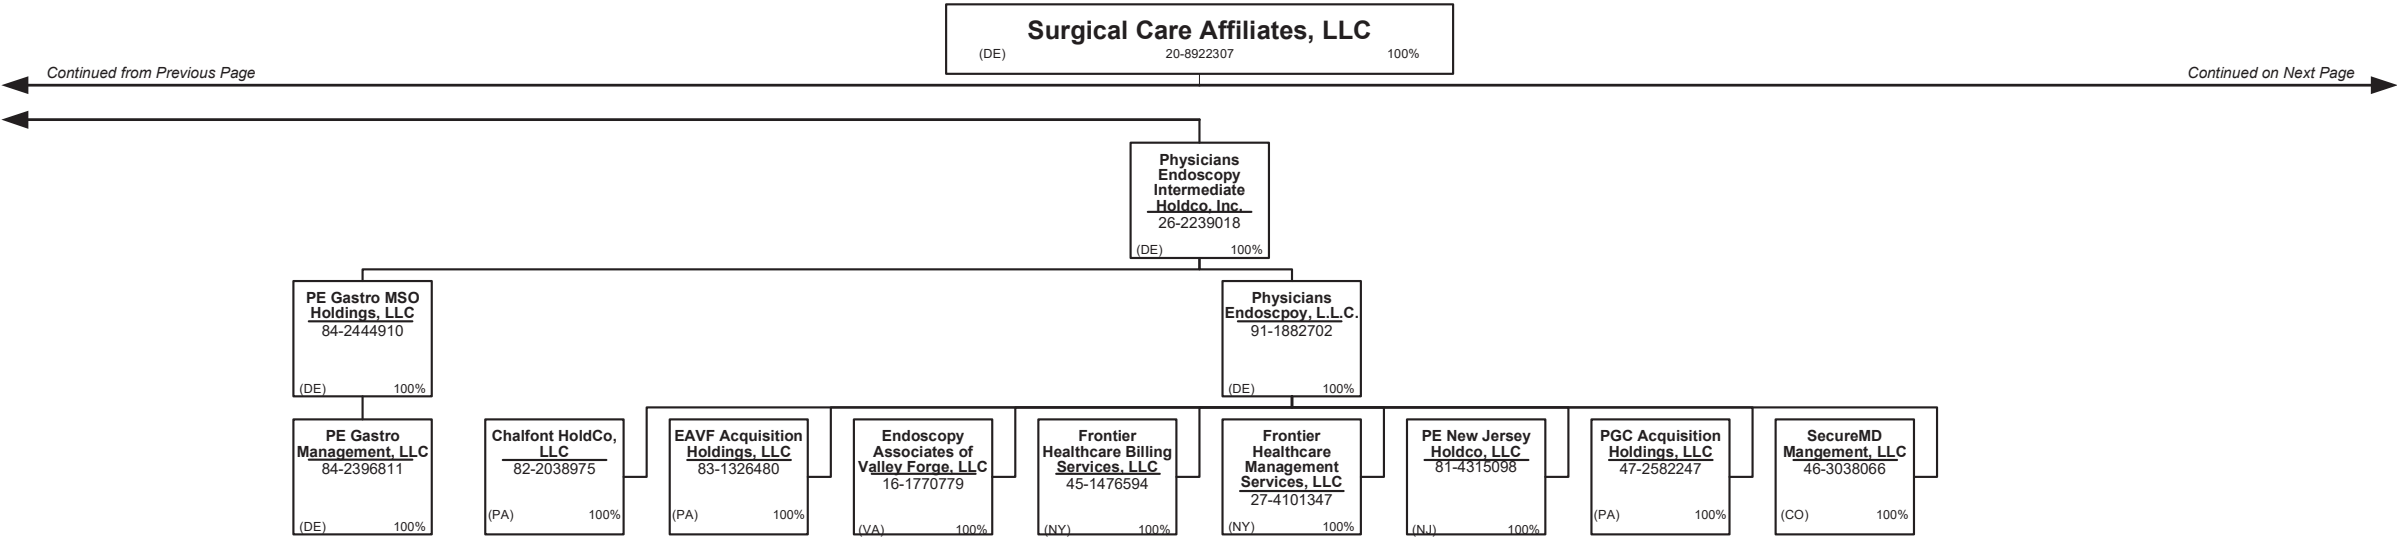 Surgical Care Affiliates, LLC
(DE) 20-8922307 100%
Continued from Previous Page
Continued on Next Page
Physicians
Endoscopy
Intermediate
Holdco, Inc.
26-2239018
(DE) 100%
PE Gastro MSO
Holdings, LLC
84-2444910
(DE) 100%
Physicians
Endoscpoy, L.L.C.
91-1882702
(DE) 100%
PE Gastro
Management, LLC
84-2396811
(DE) 100%
Chalfont HoldCo,
LLC
82-2038975
(PA) 100%
EAVF Acquisition
Holdings, LLC
83-1326480
(PA) 100%
Endoscopy
Associates of
Valley Forge, LLC
16-1770779
(VA) 100%
Frontier
Healthcare Billing
Services, LLC
45-1476594
(NY) 100%
Frontier
Healthcare
Management
Services, LLC
27-4101347
(NY) 100%
PE New Jersey
Holdco, LLC
81-4315098
(NJ) 100%
PGC Acquisition
Holdings, LLC
47-2582247
(PA) 100%
SecureMD
Mangement, LLC
46-3038066
(CO) 100%